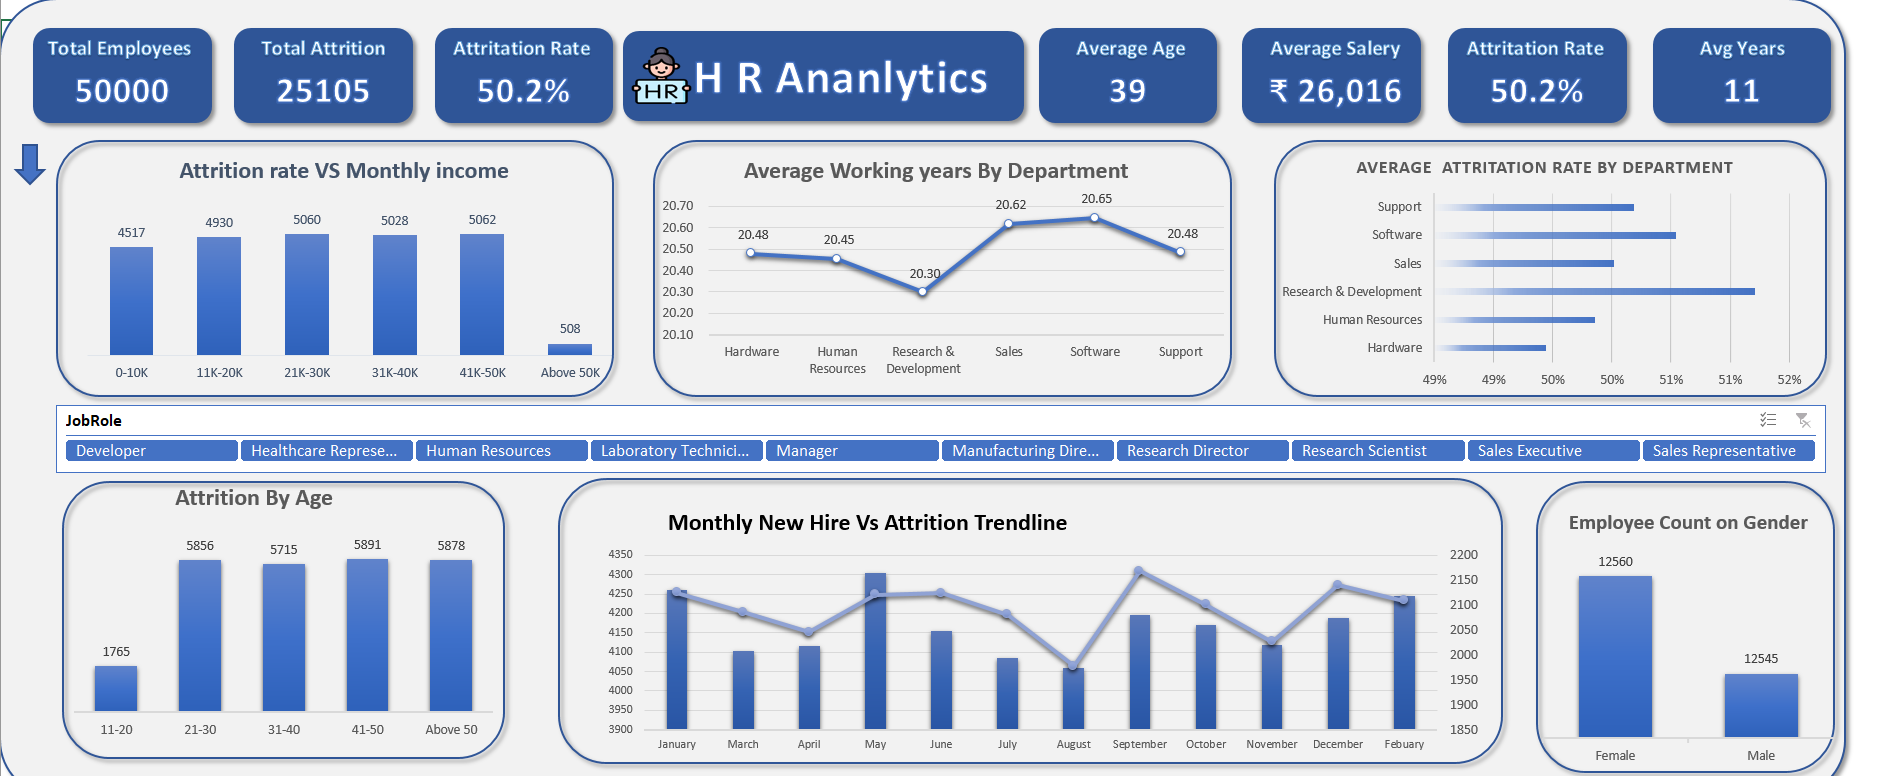 Total Employees
50000
Total Attrition
25105
Attritation Rate
50.2%
HR
H R Ananlytics
Average Age
39
Average Salery
₹ 26,016
Attritation Rate
50.2%
Avg Years
11
Attrition rate VS Monthly income
4517
4930
5060
5028
5062
508
0-10K
11K-20K
21K-30K
31K-40K
41K-50K
Above 50K
Average Working years By Department
20.70
20.60
20.50
20.40
20.30
20.20
20.10
20.48
20.45
20.30
20.62
20.65
20.48
Hardware
Human
Resources
Research &
Development
Sales
Software
Support
AVERAGE  ATTRITATION RATE BY DEPARTMENT
Support
Software
Sales
Research & Development
Human Resources
Hardware
49%
49%
50%
50%
51%
51%
52%
JobRole
Developer
Healthcare Represe...
Human Resources
Laboratory Technici...
Manager
Manufacturing Dire...
Research Director
Research Scientist
Sales Executive
Sales Representative
Attrition By Age
1765
5856
5715
5891
5878
11-20
21-30
31-40
41-50
Above 50
Monthly New Hire Vs Attrition Trendline
4350
4300
4250
4200
4150
4100
4050
4000
3950
3900
2200
2150
2100
2050
2000
1950
1900
1850
January
March
April
May
June
July
August
September
October
November
December
Febuary
Employee Count on Gender
12560
12545
Female
Male